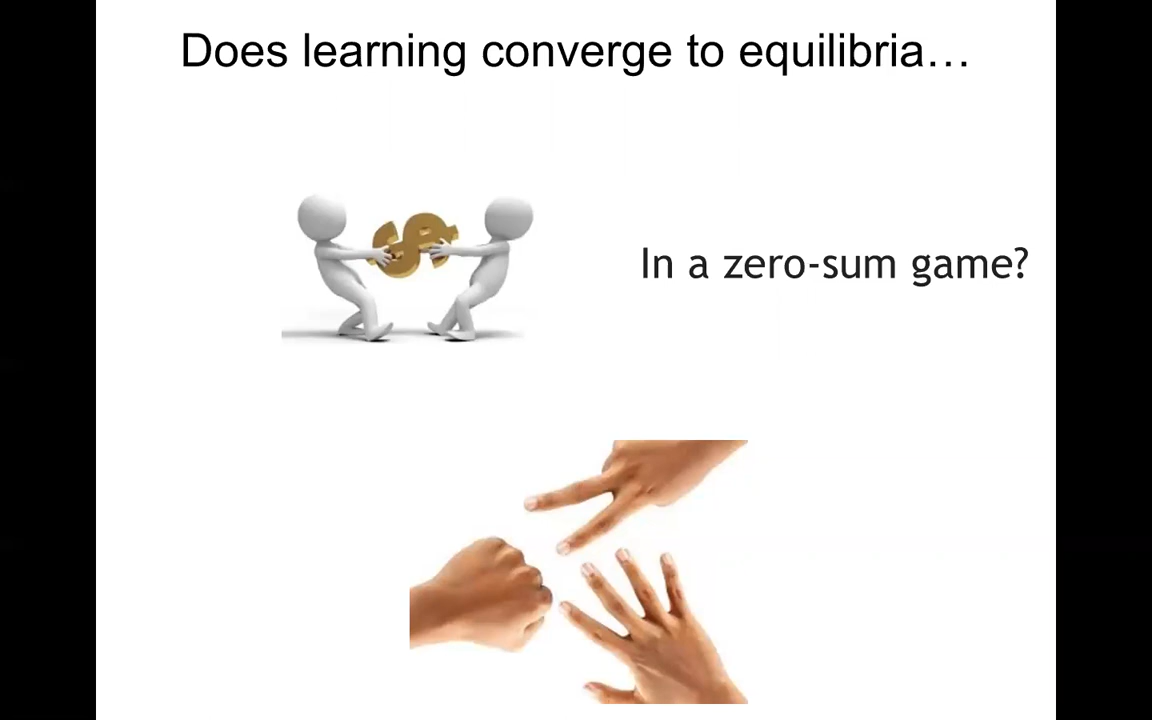 Does learning converge to equilibria…
In a zero-sum game?